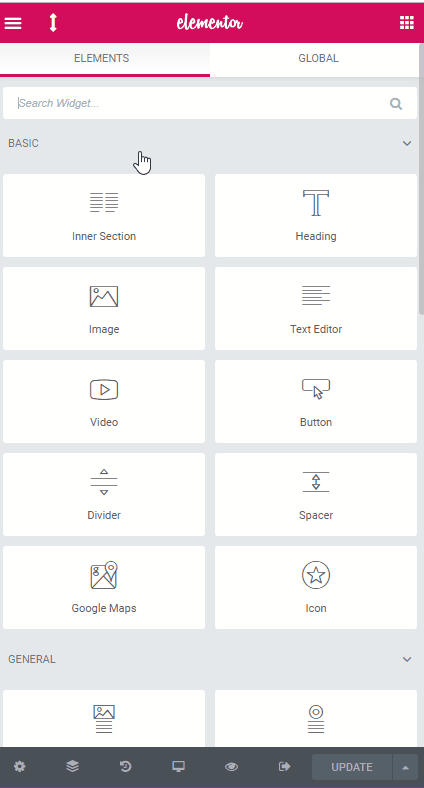 elementor
ELEMENTS
GLOBAL
Search Widget...
BASIC
Inner Section
Heading
Image
Text Editor
Video
Button
Divider
Spacer
Google Maps
Icon
GENERAL
UPDATE